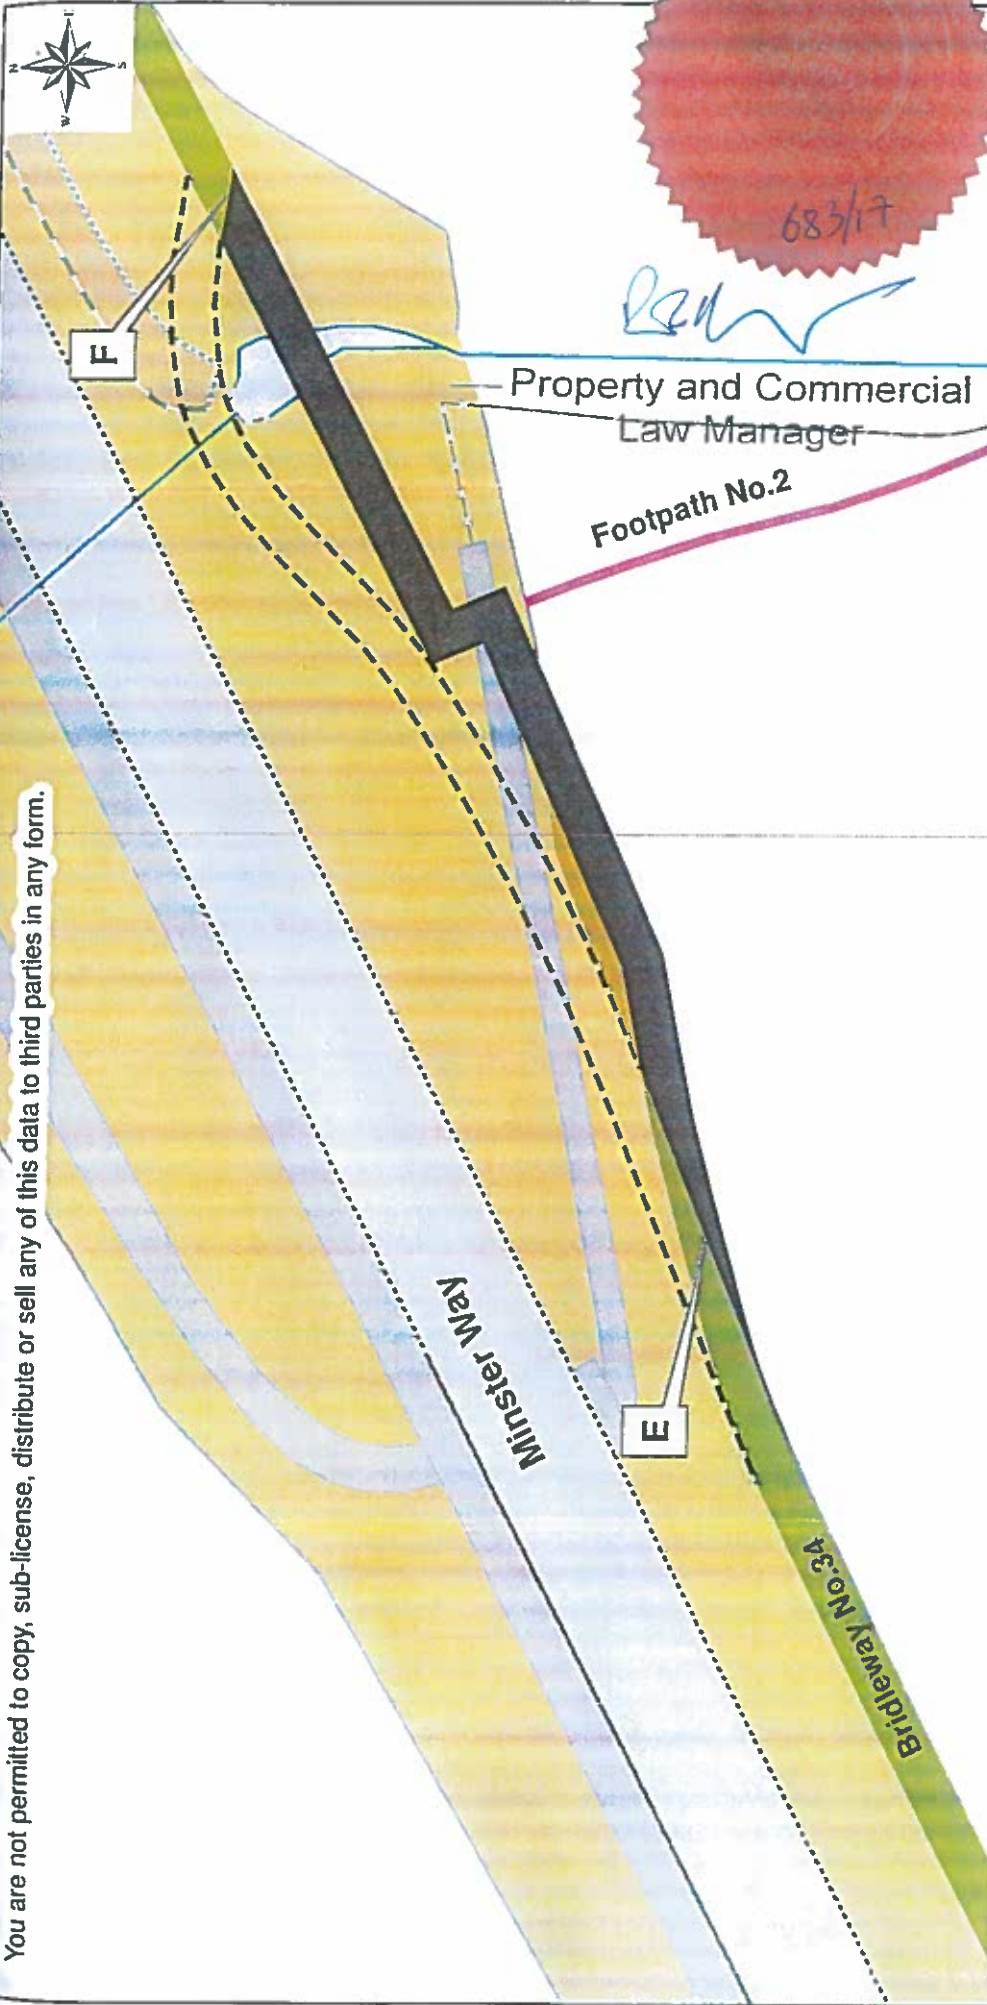 You are not permitted to copy, sub-license, distribute or sell any of this data to third parties in any form.
N
E
S
W
F
683/17
Property and Commercial
Law Manager
Footpath No.2
Minster Way
E
Bridleway No.34